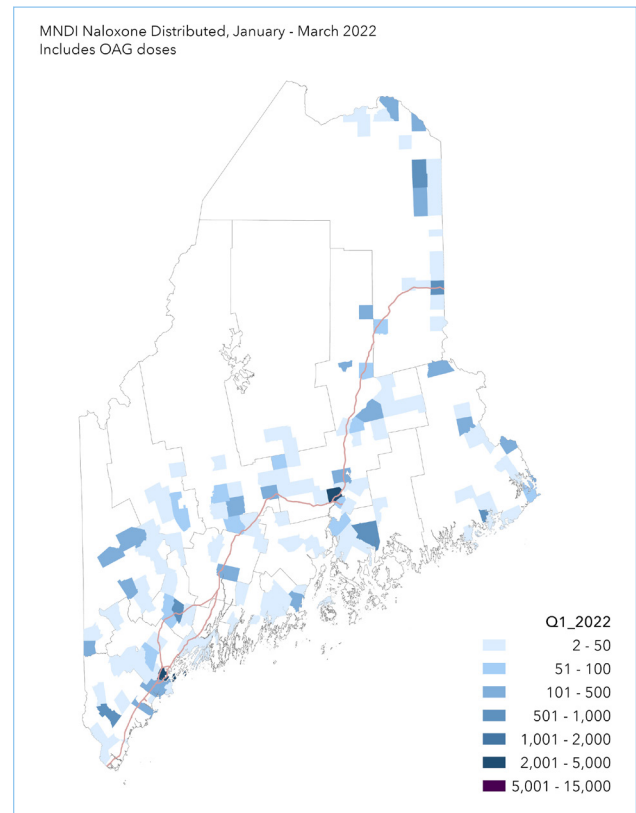 MNDI Naloxone Distributed, January - March 2022
Includes OAG doses
Q1_2022
2 - 50
51 - 100
101 - 500
501 - 1,000
1,001 - 2,000
2,001 - 5,000
5,001 - 15,000